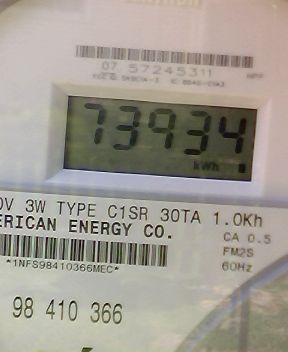 07 57245311
73934
kWh
0V 3W TYPE C1SR 30TA 1.0Kh
ERICAN ENERGY CO.
CA 0.5
FM2S
60Hz
*1NFS98410366MEC*
98 410 366